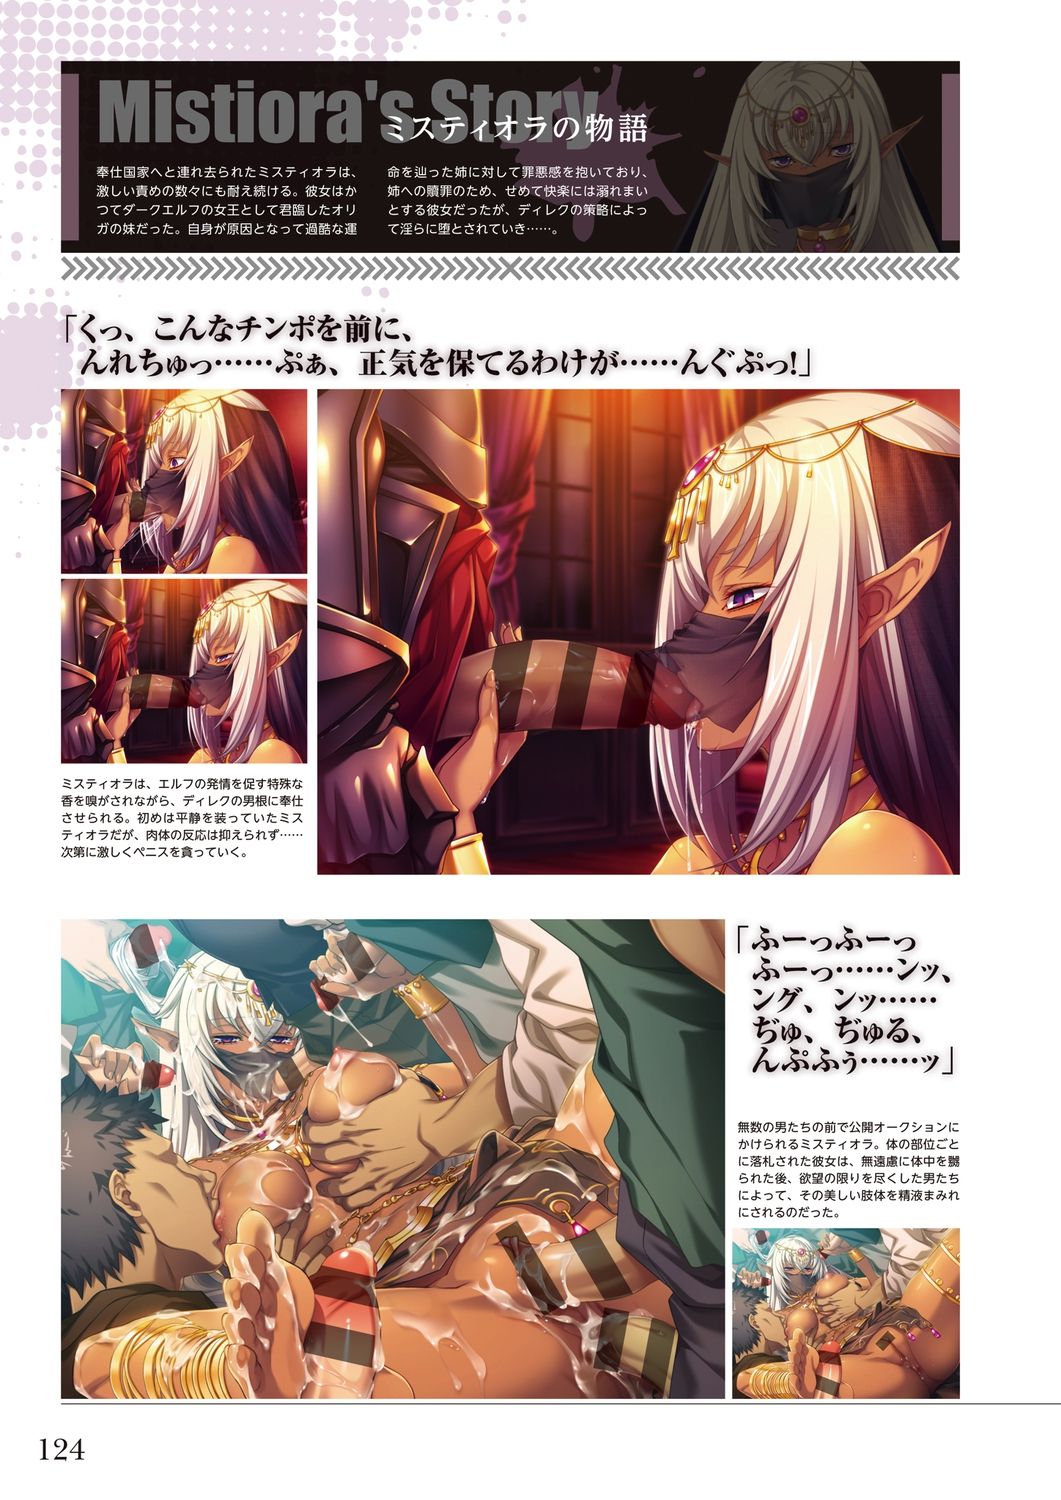 Mistiora's Story
ミスティオラの物語
奉仕国家へと連れ去られたミスティオラは、
激しい責めの数々にも耐え続ける。彼女はか
つてダークエルフの女王として君臨したオリ
ガの妹だった。自身が原因となって過酷な運
命を辿った姉に対して罪悪感を抱いており、
姉への贖罪のため、せめて快楽には溺れまい
とする彼女だったが、ディレクの策略によっ
て淫らに堕とされていき……。
「くっ、こんなチンポを前に、
んれちゅっ……ぷぁ、正気を保てるわけが……んぐぷっ!」
ミスティオラは、エルフの発情を促す特殊な
香を嗅がされながら、ディレクの男根に奉仕
させられる。初めは平静を装っていたミス
ティオラだが、肉体の反応は抑えられず……
次第に激しくペニスを貪っていく。
「ふーっふーっ
ふーっ……ンッ、
ング、ンッ……
ぢゅ、ぢゅる、
んぷふぅ……ッ」
無数の男たちの前で公開オークションに
かけられるミスティオラ。体の部位ごと
に落札された彼女は、無遠慮に体中を嬲
られた後、欲望の限りを尽くした男たち
によって、その美しい肢体を精液まみれ
にされるのだった。
124